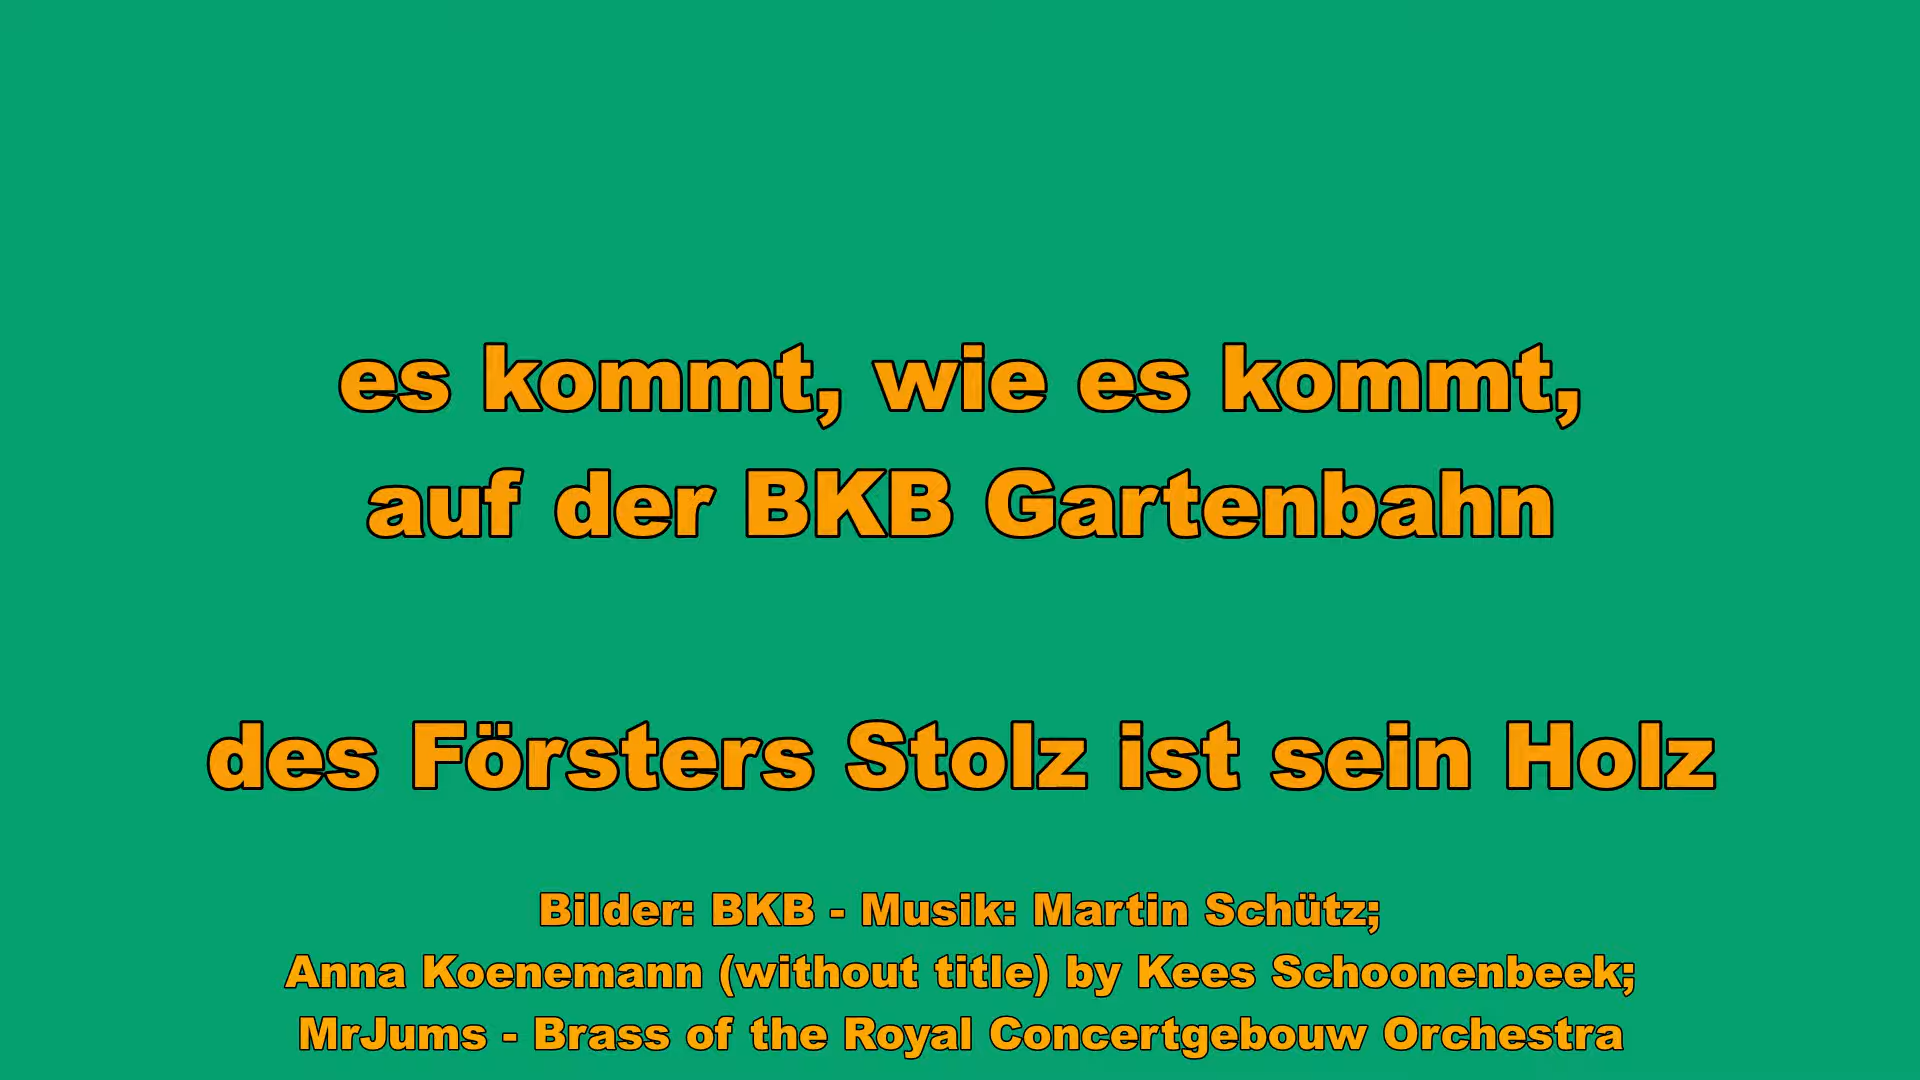 es kommt, wie es kommt,
auf der BKB Gartenbahn
des Försters Stolz ist sein Holz
Bilder: BKB - Musik: Martin Schütz;
Anna Koenemann (without title) by Kees Schoonenbeek;
MrJums - Brass of the Royal Concertgebouw Orchestra